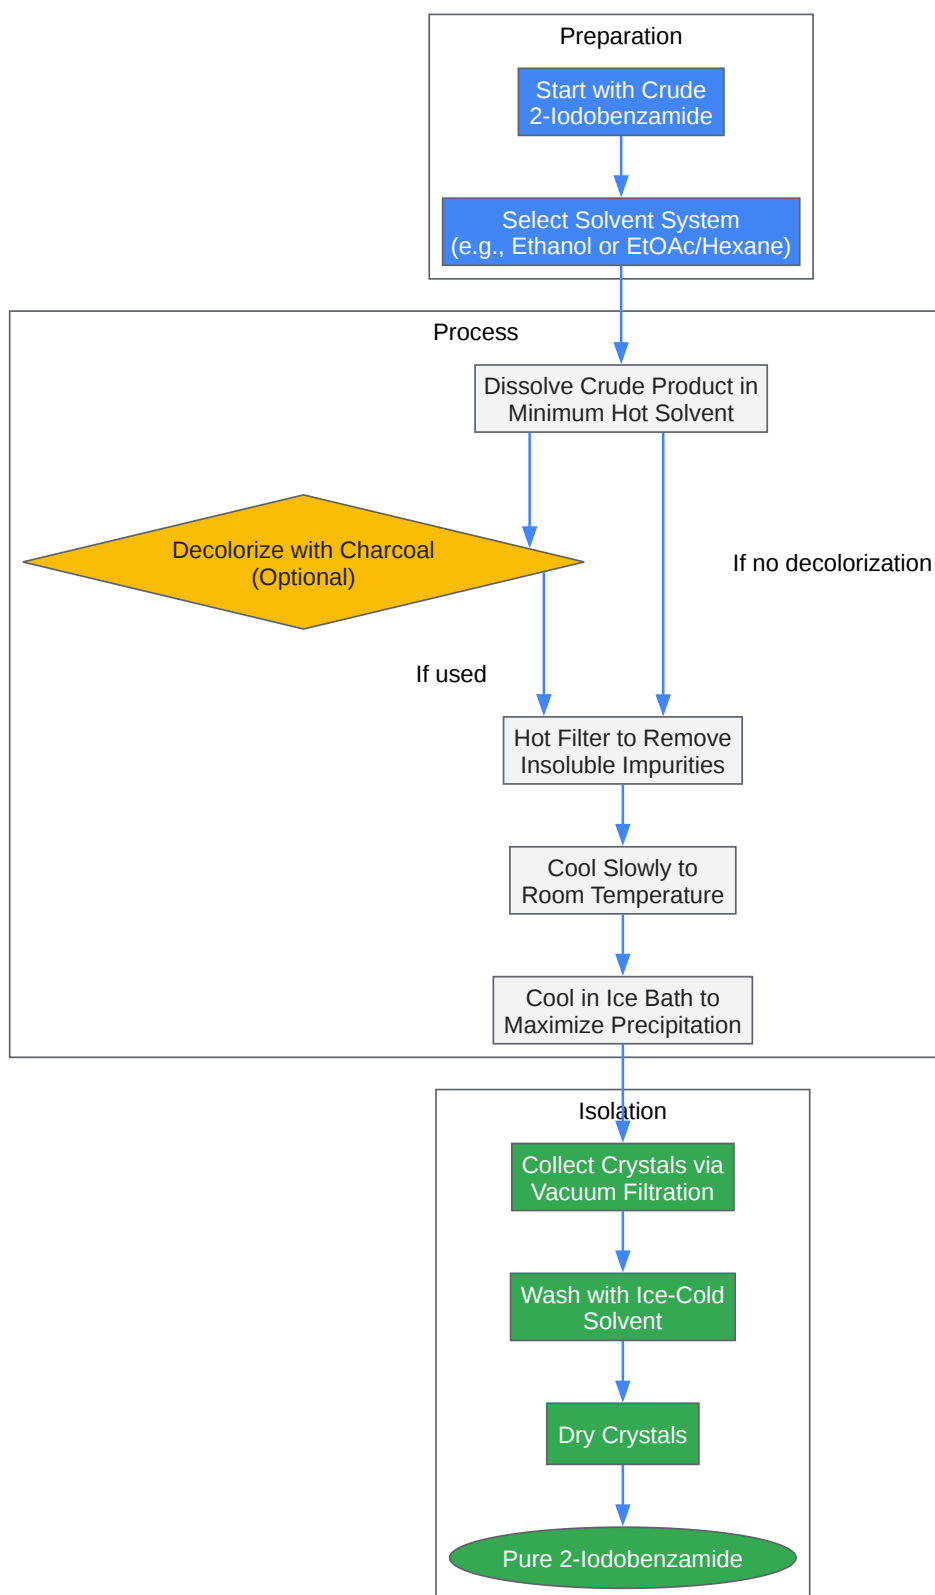 Preparation
Start with Crude
2-Iodobenzamide
Select Solvent System
(e.g., Ethanol or EtOAc/Hexane)
Process
Dissolve Crude Product in
Minimum Hot Solvent
Decolorize with Charcoal
(Optional)
If no decolorization
If used
Hot Filter to Remove
Insoluble Impurities
Cool Slowly to
Room Temperature
Cool in Ice Bath to
Maximize Precipitation
Isolation
Collect Crystals via
Vacuum Filtration
Wash with Ice-Cold
Solvent
Dry Crystals
Pure 2-Iodobenzamide